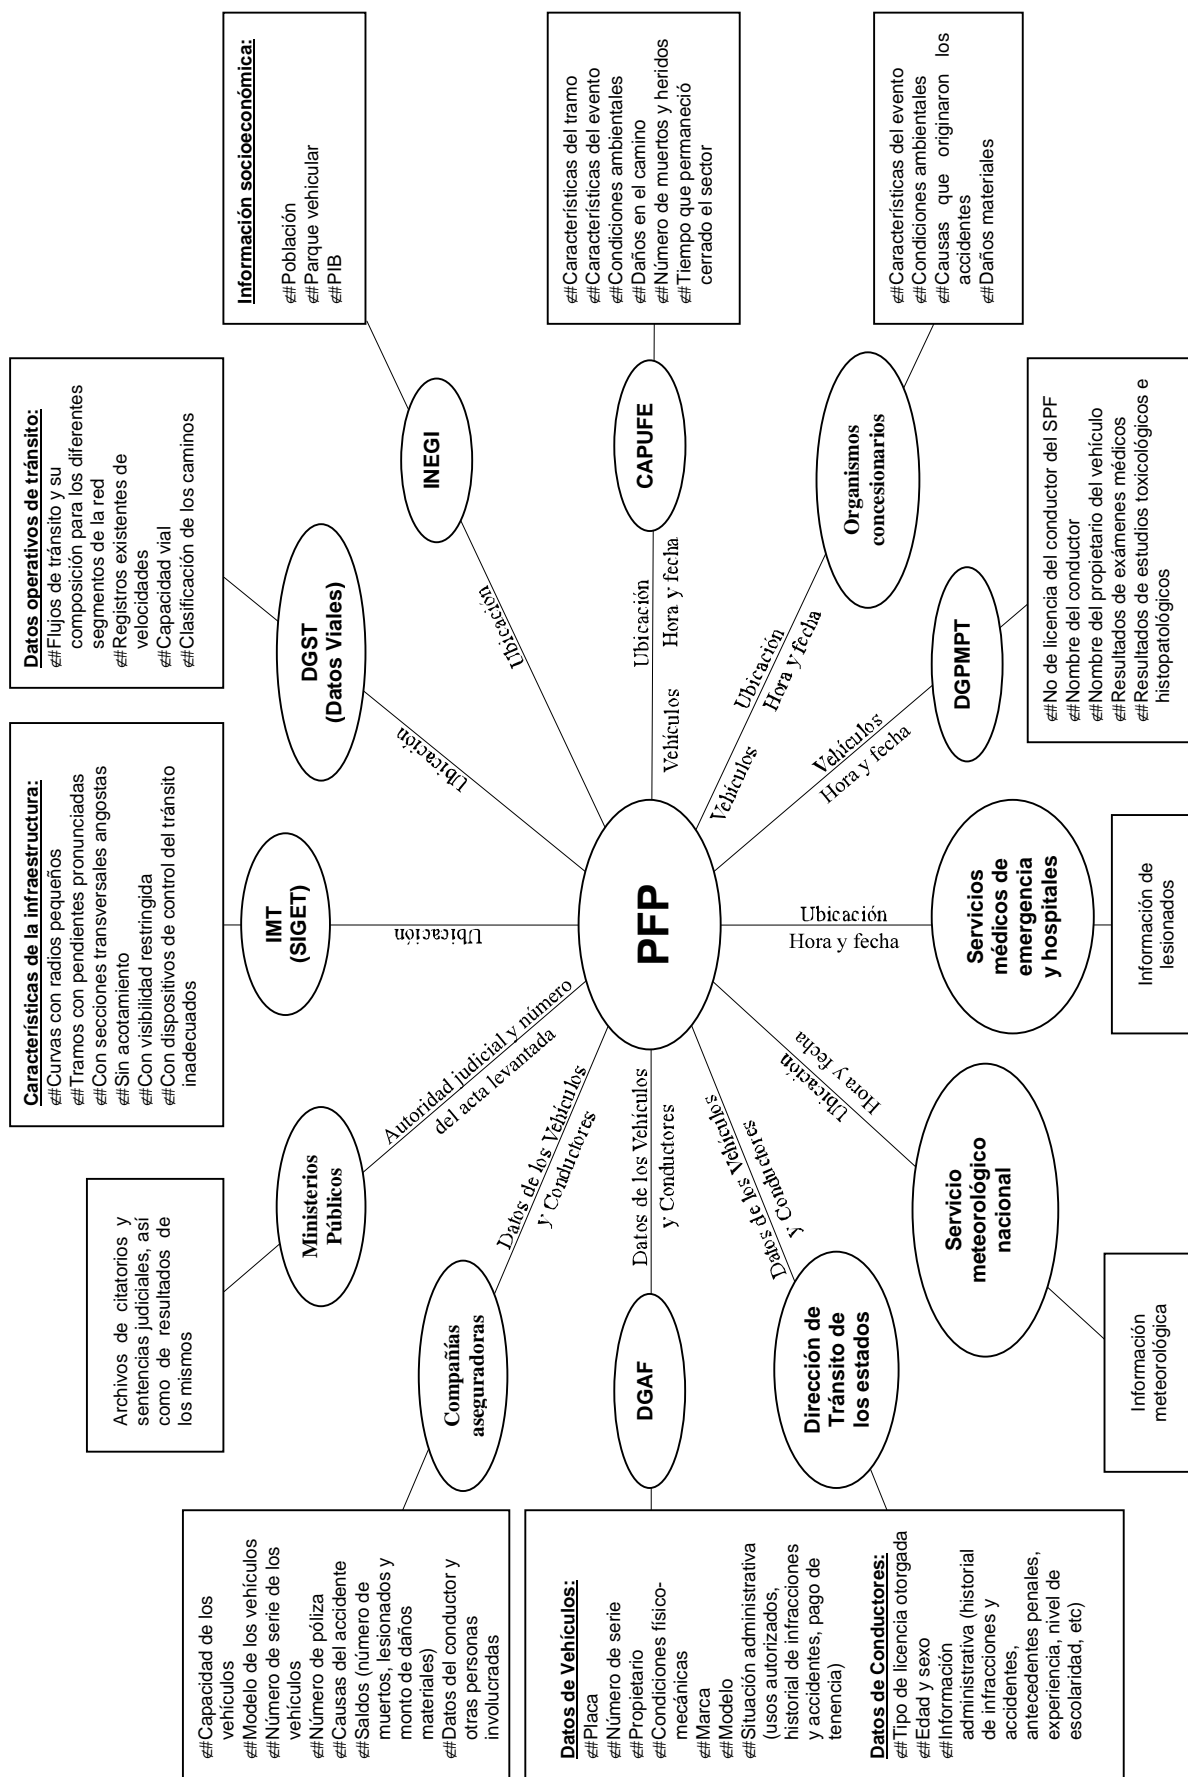 Archivos de citatorios y
sentencias judiciales, así
como de resultados de
los mismos
Características de la infraestructura:
⋹#Curvas con radios pequeños
⋹#Tramos con pendientes pronunciadas
⋹#Con secciones transversales angostas
⋹#Sin acotamiento
⋹#Con visibilidad restringida
⋹#Con dispositivos de control del tránsito
inadecuados
Datos operativos de tránsito:
⋹#Flujos de tránsito y su
composición para los diferentes
segmentos de la red
⋹#Registros existentes de
velocidades
⋹#Capacidad vial
⋹#Clasificación de los caminos
Información socioeconómica:
⋹#Población
⋹#Parque vehicular
⋹#PIB
⋹#Capacidad de los
vehículos
⋹#Modelo de los vehículos
⋹#Número de serie de los
vehículos
⋹#Número de póliza
⋹#Causas del accidente
⋹#Saldos (número de
muertos, lesionados y
monto de daños
materiales)
⋹#Datos del conductor y
otras personas
involucradas
Ministerios
Públicos
IMT
(SIGET)
DGST
(Datos Viales)
INEGI
Compañías
aseguradoras
Autoridad judicial y número
del acta levantada
Ubicación
Ubicación
Ubicación
Datos de los Vehículos
y Conductores
⋹#Características del tramo
⋹#Características del evento
⋹#Condiciones ambientales
⋹#Daños en el camino
⋹#Número de muertos y heridos
⋹#Tiempo que permaneció
cerrado el sector
Datos de Vehículos:
⋹#Placa
⋹#Número de serie
⋹#Propietario
⋹#Condiciones físico-
mecánicas
⋹#Marca
⋹#Modelo
⋹#Situación administrativa
(usos autorizados,
historial de infracciones
y accidentes, pago de
tenencia)
Datos de Conductores:
⋹#Tipo de licencia otorgada
⋹#Edad y sexo
⋹#Información
administrativa (historial
de infracciones y
accidentes,
antecedentes penales,
experiencia, nivel de
escolaridad, etc)
DGAF
Datos de los Vehículos
y Conductores
PFP
Ubicación
Vehículos
Hora y fecha
CAPUFE
Dirección de
Tránsito de
los estados
Datos de los Vehículos
y Conductores
Ubicación
Vehículos
Hora y fecha
Organismos
concesionarios
⋹#Características del evento
⋹#Condiciones ambientales
⋹#Causas que originaron los
accidentes
⋹#Daños materiales
Ubicación
Hora y fecha
Ubicación
Hora y fecha
Vehículos
Hora y fecha
Servicio
meteorológico
nacional
Servicios
médicos de
emergencia
y hospitales
DGPMPT
Información
meteorológica
Información de
lesionados
⋹#No de licencia del conductor del SPF
⋹#Nombre del conductor
⋹#Nombre del propietario del vehículo
⋹#Resultados de exámenes médicos
⋹#Resultados de estudios toxicológicos e
histopatológicos